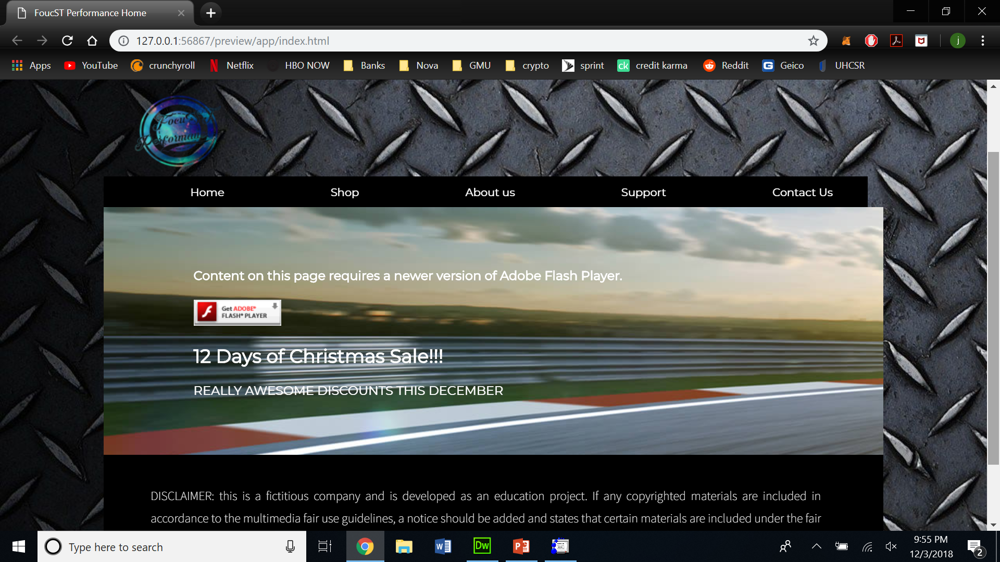 FoucST Performance Home
127.0.0.1:56867/preview/app/index.html
j
Apps YouTube crunchyroll Netflix HBO NOW Banks Nova GMU crypto sprint ck credit karma Reddit G Geico UHCSR
FocuST
Performance
Home Shop About us Support Contact Us
Content on this page requires a newer version of Adobe Flash Player.
Get ADOBE®
FLASH® PLAYER
12 Days of Christmas Sale!!!
REALLY AWESOME DISCOUNTS THIS DECEMBER
DISCLAIMER: this is a fictitious company and is developed as an education project. If any copyrighted materials are included in
accordance to the multimedia fair use guidelines, a notice should be added and states that certain materials are included under the fair
Type here to search
W
Dw
P
9:55 PM
12/3/2018
2